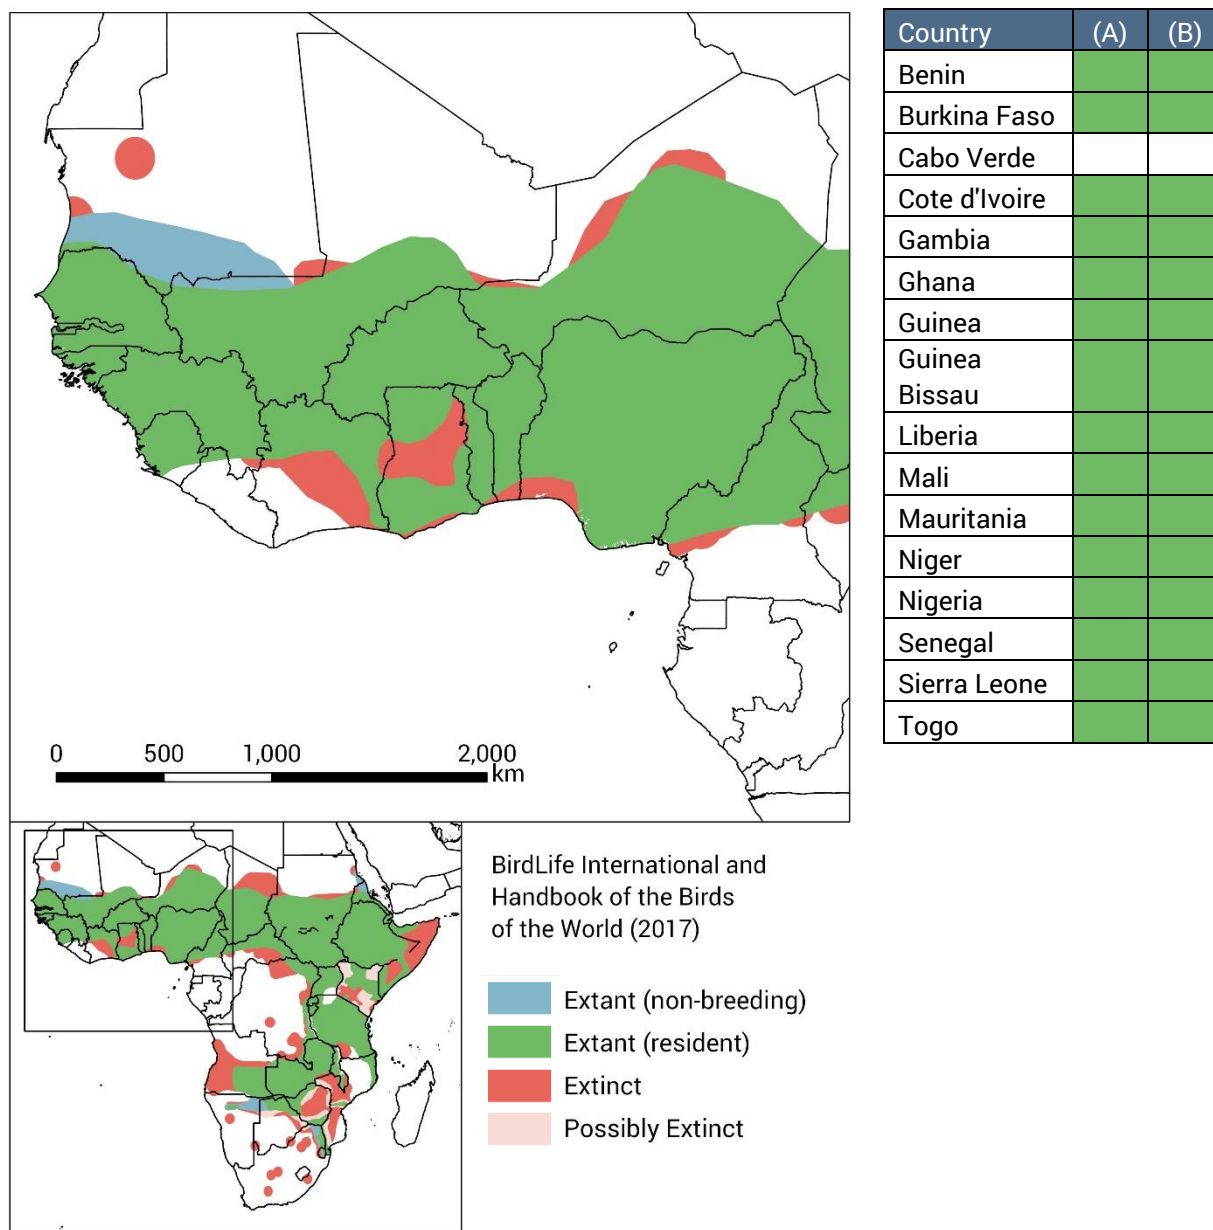 Country (A) (B)
Benin
Burkina Faso
Cabo Verde
Cote d'Ivoire
Gambia
Ghana
Guinea
Guinea
Bissau
Liberia
Mali
Mauritania
Niger
Nigeria
Senegal
Sierra Leone
Togo
0 500 1,000 2,000
km
BirdLife International and
Handbook of the Birds
of the World (2017)
Extant (non-breeding)
Extant (resident)
Extinct
Possibly Extinct